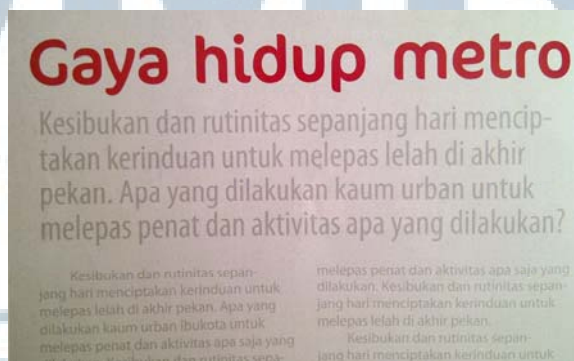 Gaya hidup metro
Kesibukan dan rutinitas sepanjang hari mencip-
takan kerinduan untuk melepas lelah di akhir
pekan. Apa yang dilakukan kaum urban untuk
melepas penat dan aktivitas apa yang dilakukan?
Kesibukan dan rutinitas sepan-
jang hari menciptakan kerinduan untuk
melepas lelah di akhir pekan. Apa yang
dilakukan kaum urban ibukota untuk
melepas penat dan aktivitas apa saja yang
melepas penat dan aktivitas apa saja yang
dilakukan. Kesibukan dan rutinitas sepan-
jang hari menciptakan kerinduan untuk
melepas lelah di akhir pekan.
Kesibukan dan rutinitas sepan-
jang hari menciptakan kerinduan untuk